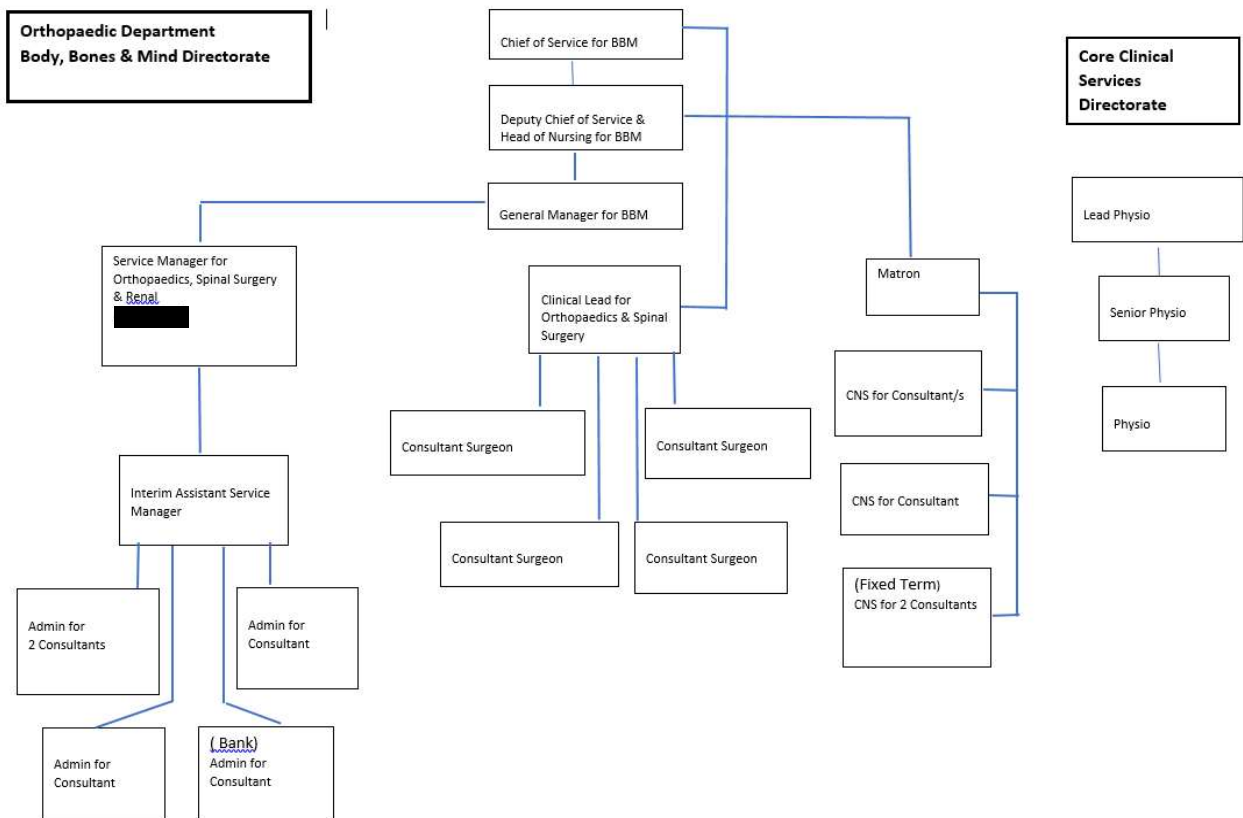 Orthopaedic Department
Body, Bones & Mind Directorate
Chief of Service for BBM
Core Clinical
Services
Directorate
Deputy Chief of Service &
Head of Nursing for BBM
General Manager for BBM
Lead Physio
Service Manager for
Orthopaedics, Spinal Surgery
& Renal
Clinical Lead for
Orthopaedics & Spinal
Surgery
Matron
Senior Physio
CNS for Consultant/s
Physio
Consultant Surgeon
Consultant Surgeon
Interim Assistant Service
Manager
CNS for Consultant
Consultant Surgeon
Consultant Surgeon
(Fixed Term)
CNS for 2 Consultants
Admin for
2 Consultants
Admin for
Consultant
Admin for
Consultant
( Bank)
Admin for
Consultant